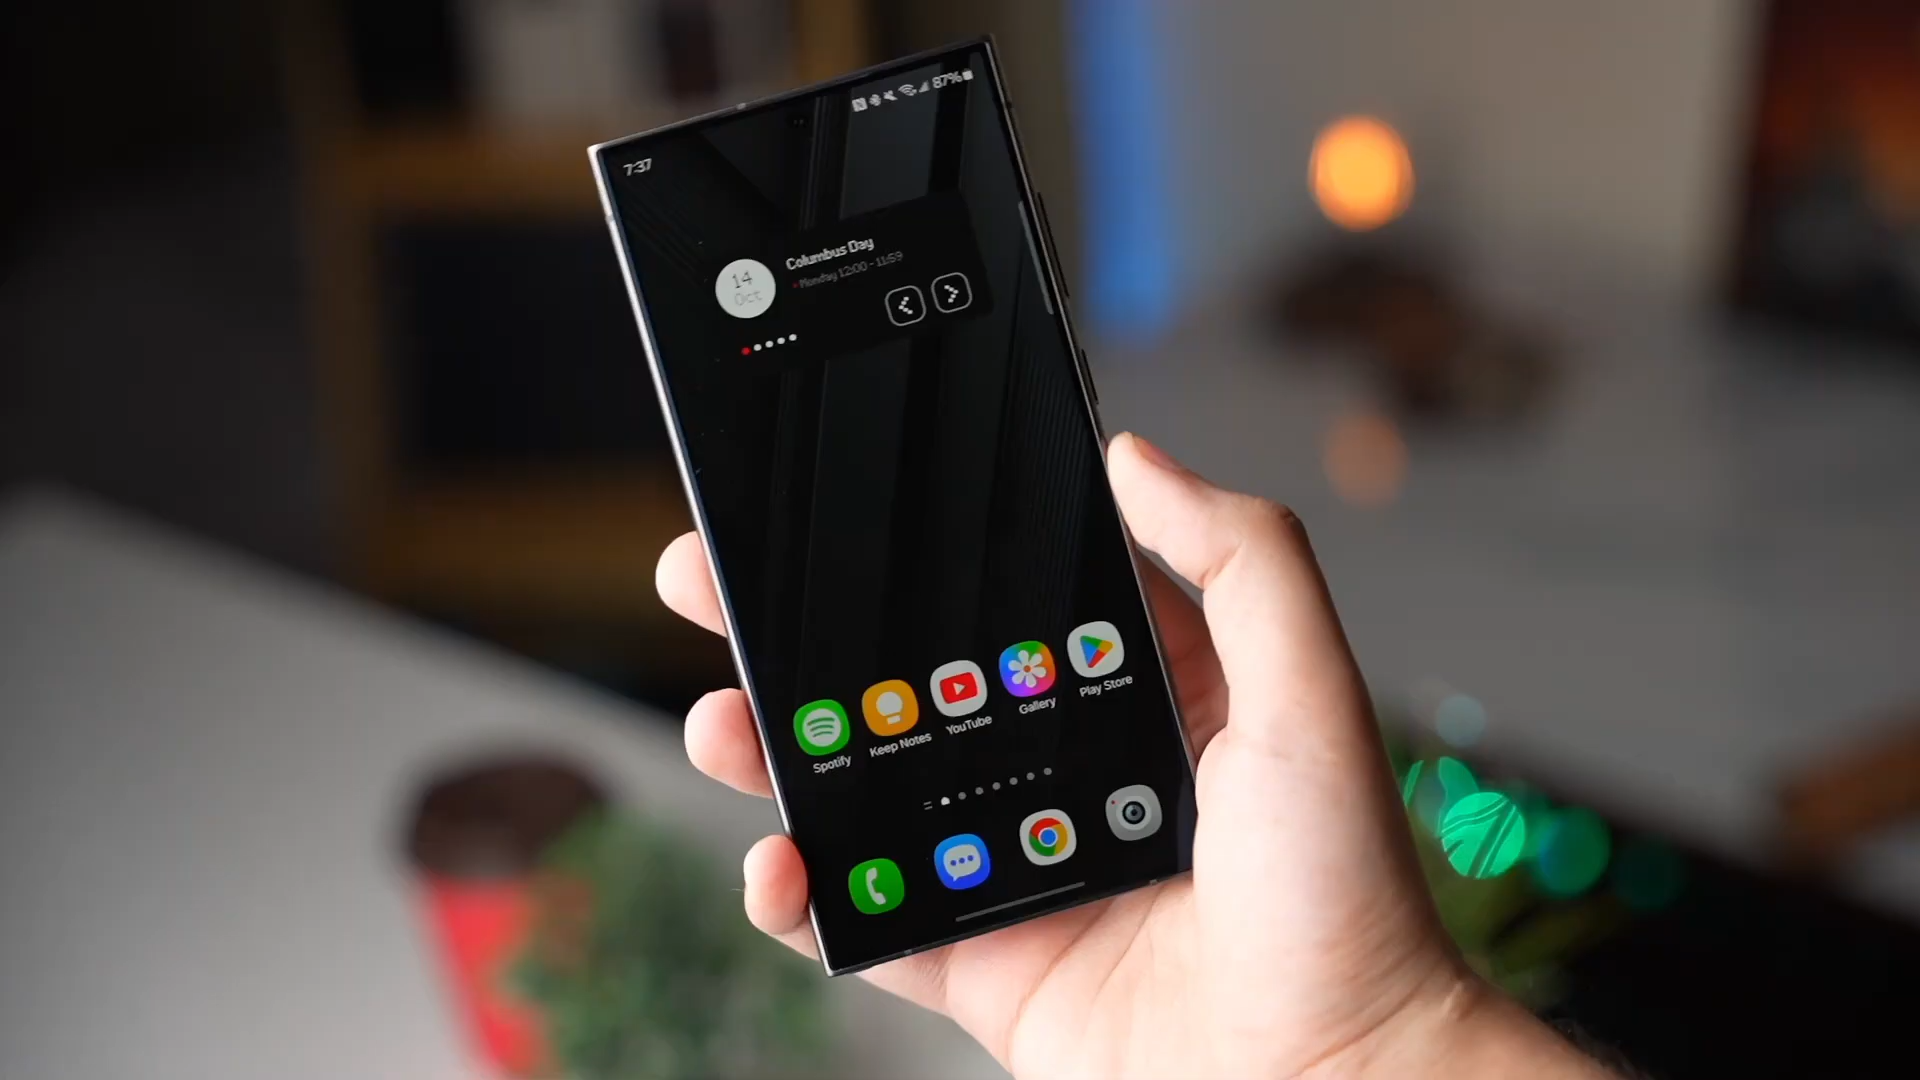 87%
7:37
14
Oct
Columbus Day
Monday 12:00 - 11:59
Spotify
Keep Notes
YouTube
Gallery
Play Store